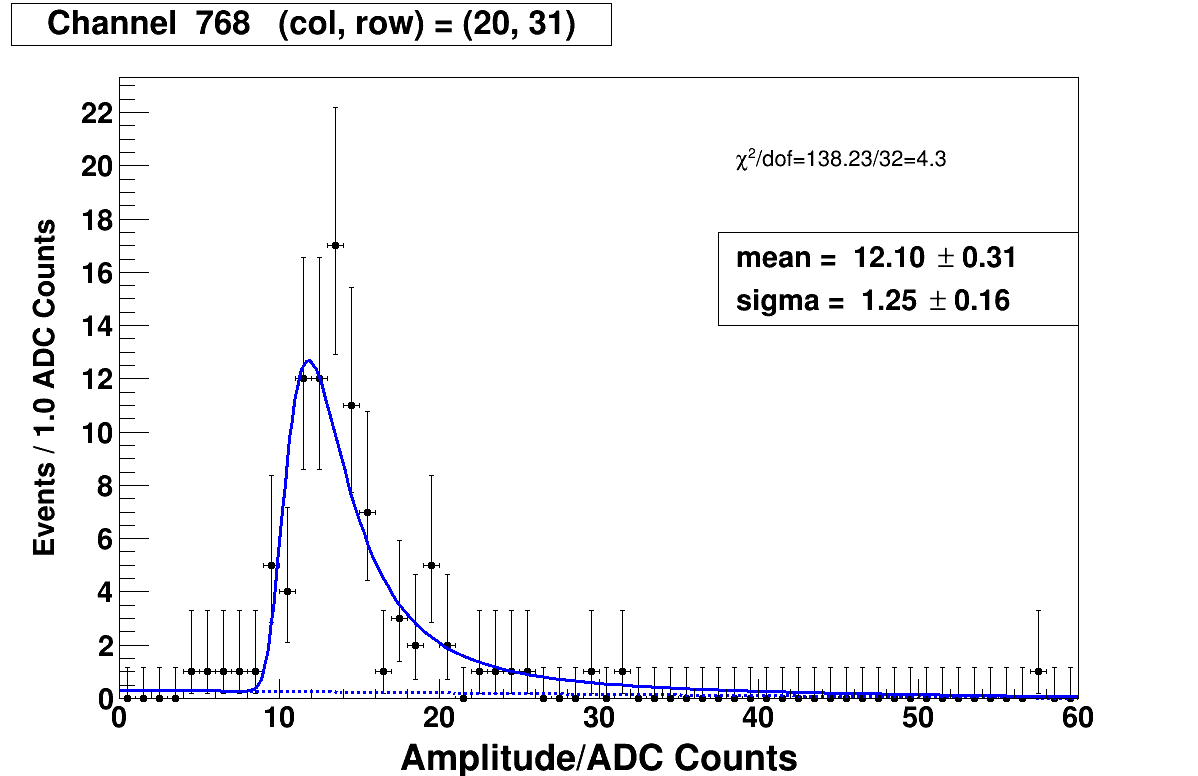 Channel  768   (col, row) = (20, 31)
22
20
18
16
14
12
10
8
6
4
2
0
Events / 1.0 ADC Counts
χ²/dof=138.23/32=4.3
mean =  12.10 ± 0.31
sigma =  1.25 ± 0.16
0 10 20 30 40 50 60
Amplitude/ADC Counts